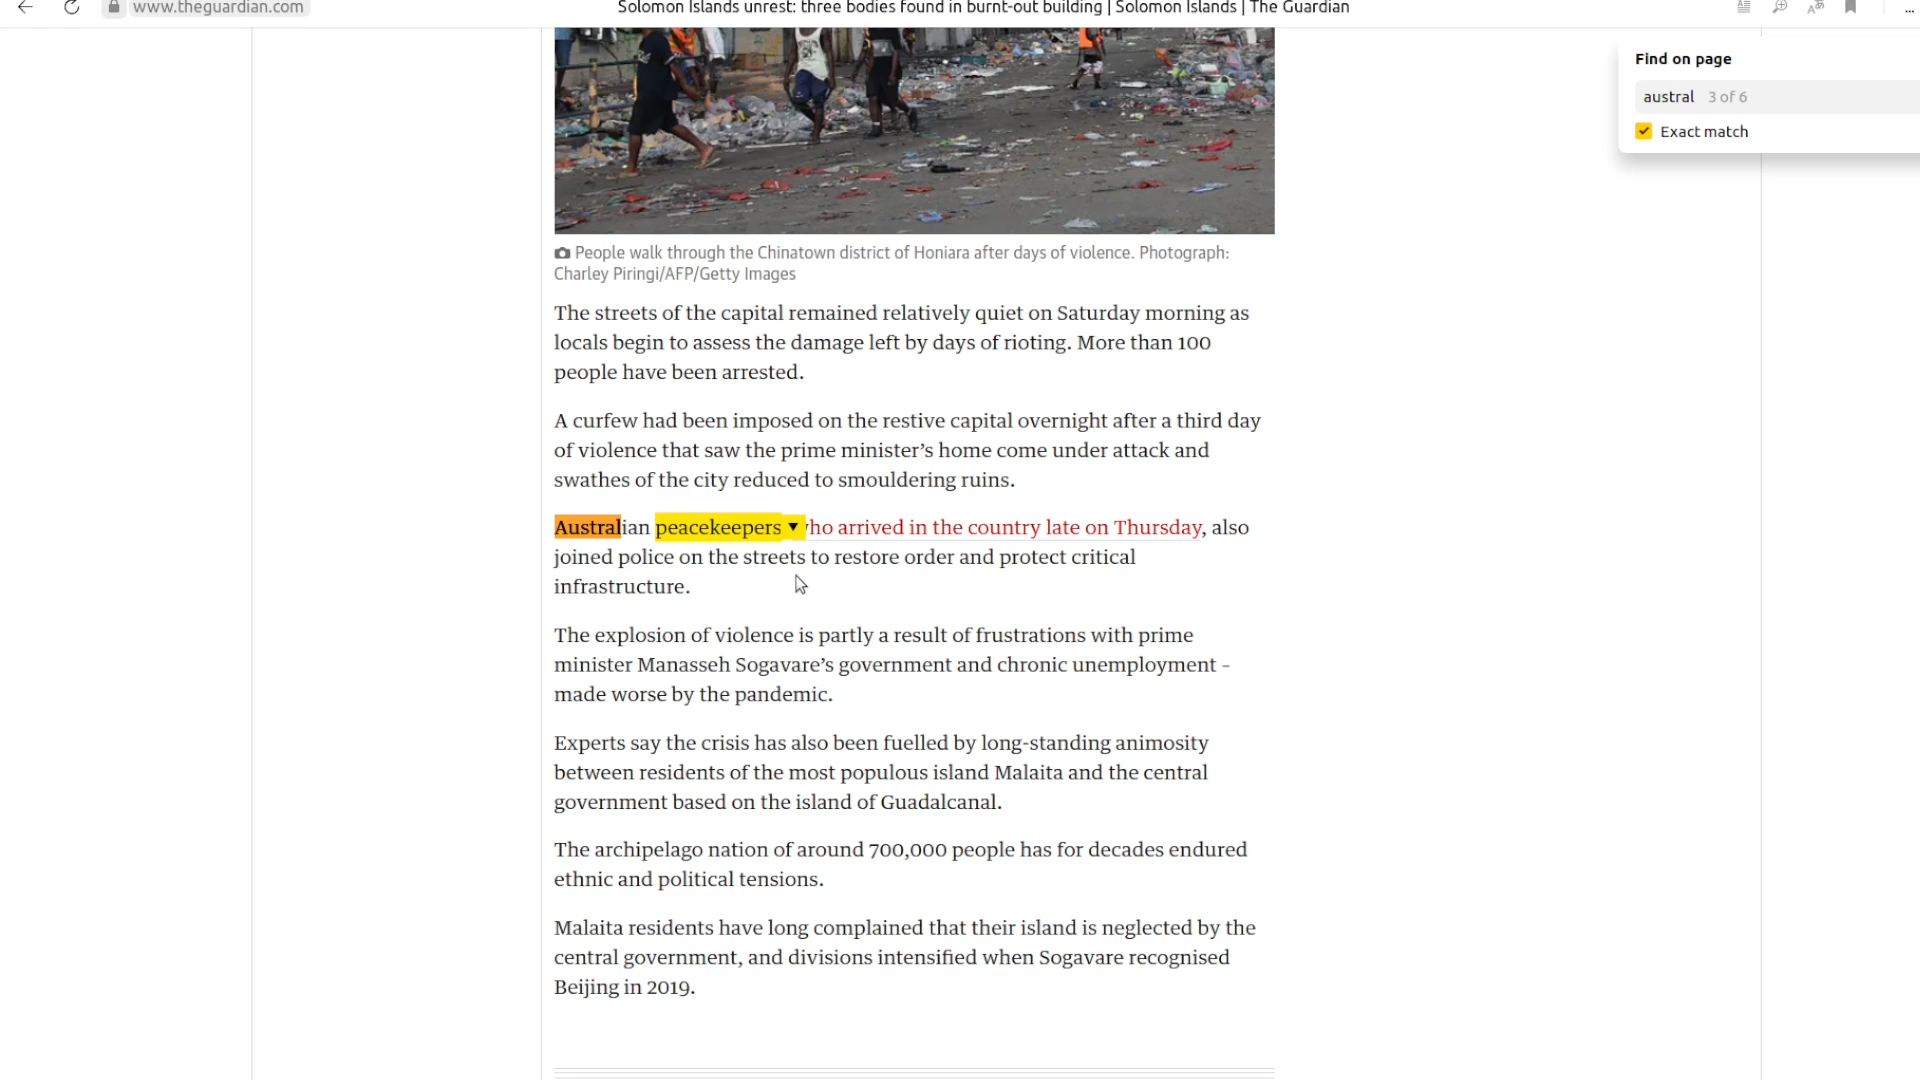 www.theguardian.com
Solomon Islands unrest: three bodies found in burnt-out building | Solomon Islands | The Guardian
Find on page
austral 3 of 6
Exact match
People walk through the Chinatown district of Honiara after days of violence. Photograph:
Charley Piringi/AFP/Getty Images
The streets of the capital remained relatively quiet on Saturday morning as
locals begin to assess the damage left by days of rioting. More than 100
people have been arrested.
A curfew had been imposed on the restive capital overnight after a third day
of violence that saw the prime minister’s home come under attack and
swathes of the city reduced to smouldering ruins.
Australian peacekeepers ▼ ho arrived in the country late on Thursday, also
joined police on the streets to restore order and protect critical
infrastructure.
The explosion of violence is partly a result of frustrations with prime
minister Manasseh Sogavare’s government and chronic unemployment –
made worse by the pandemic.
Experts say the crisis has also been fuelled by long-standing animosity
between residents of the most populous island Malaita and the central
government based on the island of Guadalcanal.
The archipelago nation of around 700,000 people has for decades endured
ethnic and political tensions.
Malaita residents have long complained that their island is neglected by the
central government, and divisions intensified when Sogavare recognised
Beijing in 2019.